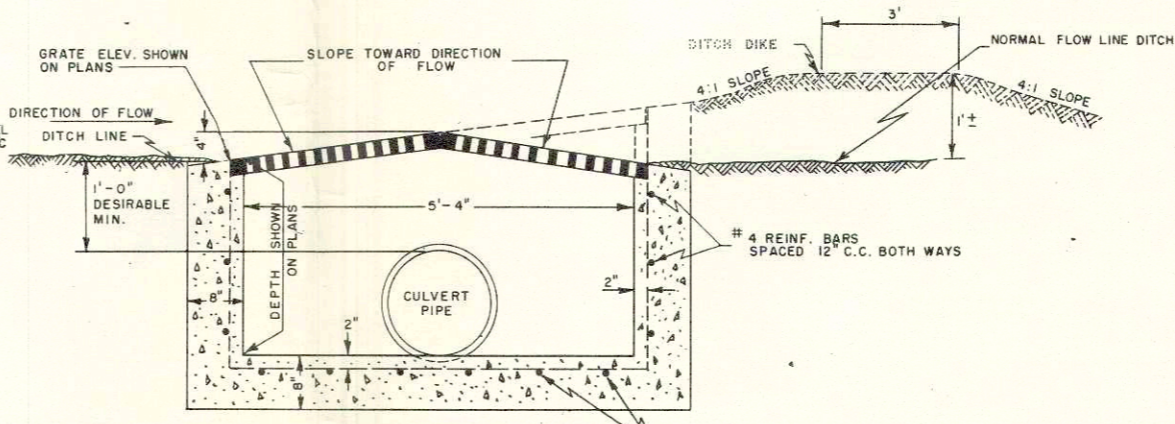 3'
GRATE ELEV. SHOWN
ON PLANS
SLOPE TOWARD DIRECTION
OF FLOW
DITCH DIKE
NORMAL FLOW LINE DITCH
4:1 SLOPE
4:1 SLOPE
DIRECTION OF FLOW
DITCH LINE
4"
1'±
1'-0"
DESIRABLE
MIN.
5'-4"
DEPTH SHOWN
ON PLANS
#4 REINF. BARS
SPACED 12" C.C. BOTH WAYS
8"
CULVERT
PIPE
2"
2"
8"